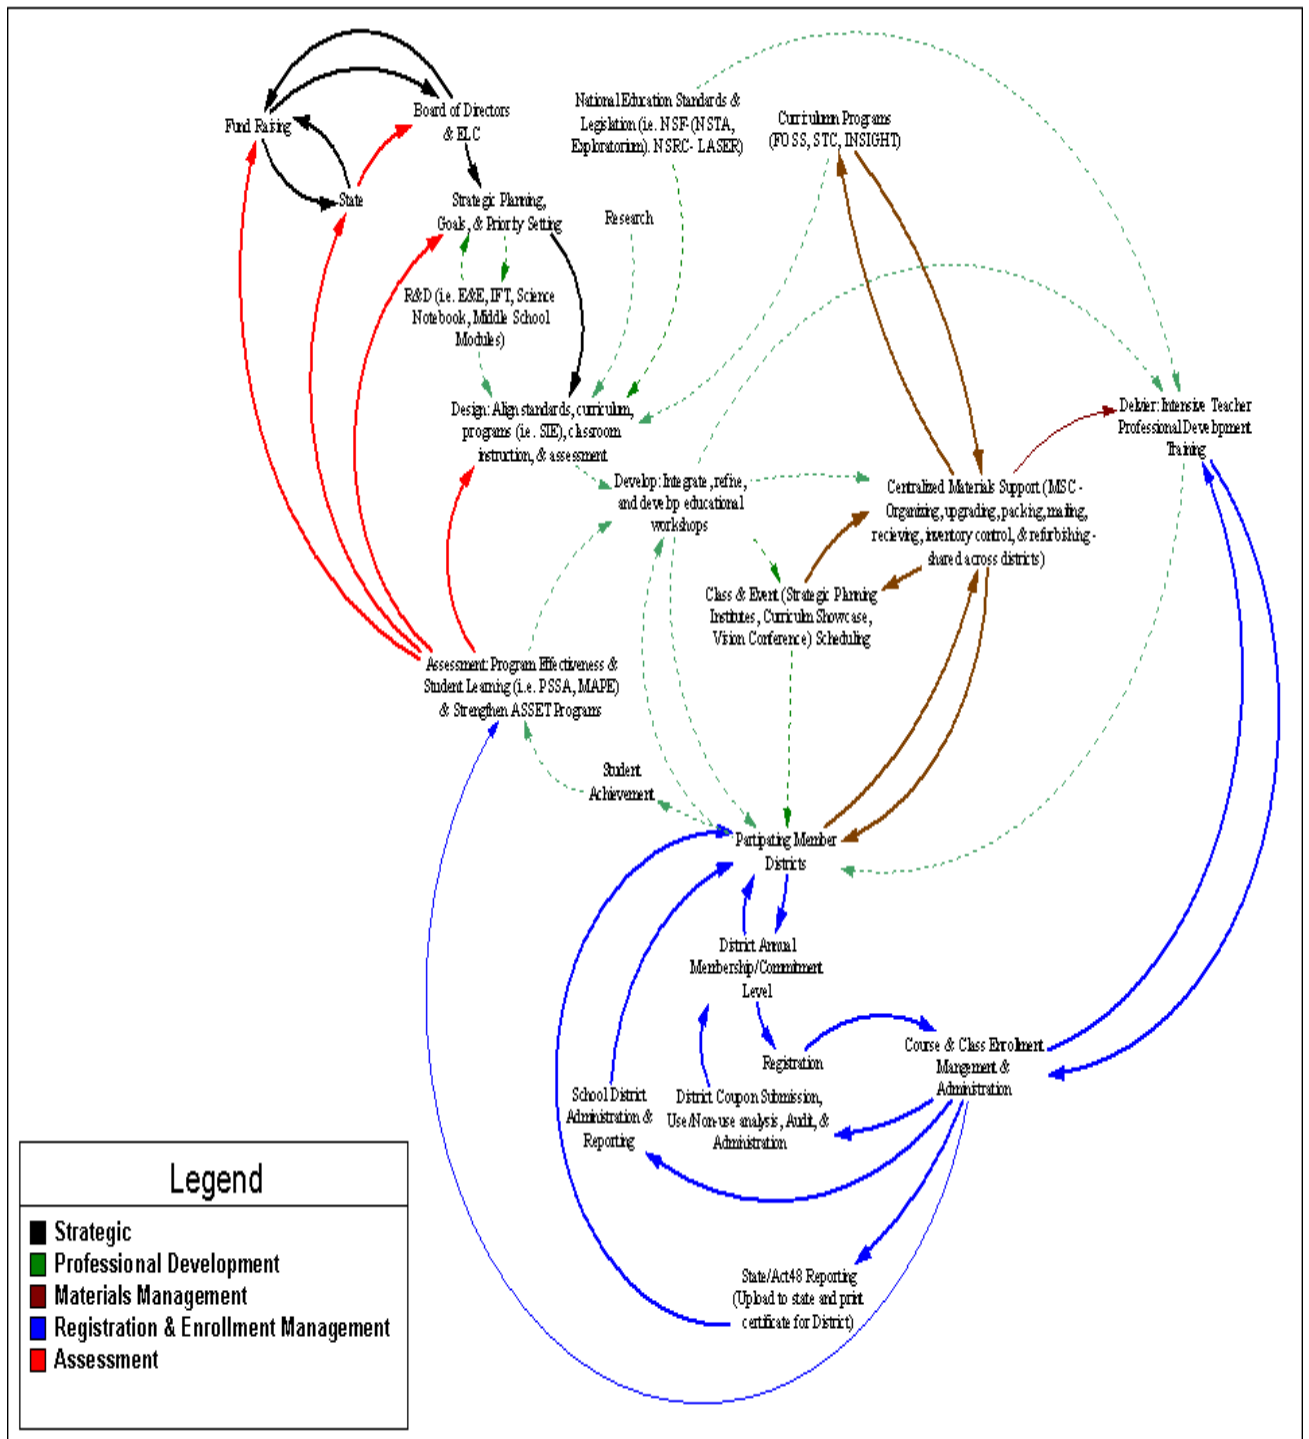 National Education Standards &
Legislation (i.e. NSF-(NSTA,
Exploratorium). NSRC- LASER)
Curriculumn Programs
(FOSS, STC, INSIGHT)
Fund Raising
Board of Directors
& ELC
State
Strategic Planning,
Goals, & Priority Setting
Research
R&D (i.e. E&E, IFT, Science
Notebook, Middle School
Modules)
Design: Align standards, curriculum,
programs (i.e. SIE), classroom
instruction, & assessment
Delvier: Intensive Teacher
Professional Development
Training
Develop: Integrate, refine,
and develop educational
workshops
Centralized Materials Support (MSC -
Organizing, upgrading, packing, mailing,
recieving, inventory control, & refurbishing -
shared across districts)
Class & Event (Strategic Planning
Institutes, Curriculm Showcase,
Vision Conference) Scheduling
Assessment: Program Effectiveness &
Student Learning (i.e. PSSA, MAPE)
& Strengthen ASSET Programs
Student
Achievement
Partipating Member
Districts
District Annual
Membership/Commitment
Level
Registration
Course & Class Enrollment
Mangement &
Administration
School District
Administration &
Reporting
District Coupon Submission,
Use/Non-use analysis, Audit, &
Administration
State/Act48 Reporting
(Upload to state and print
certificate for District)
Legend
Strategic
Professional Development
Materials Management
Registration & Enrollment Management
Assessment